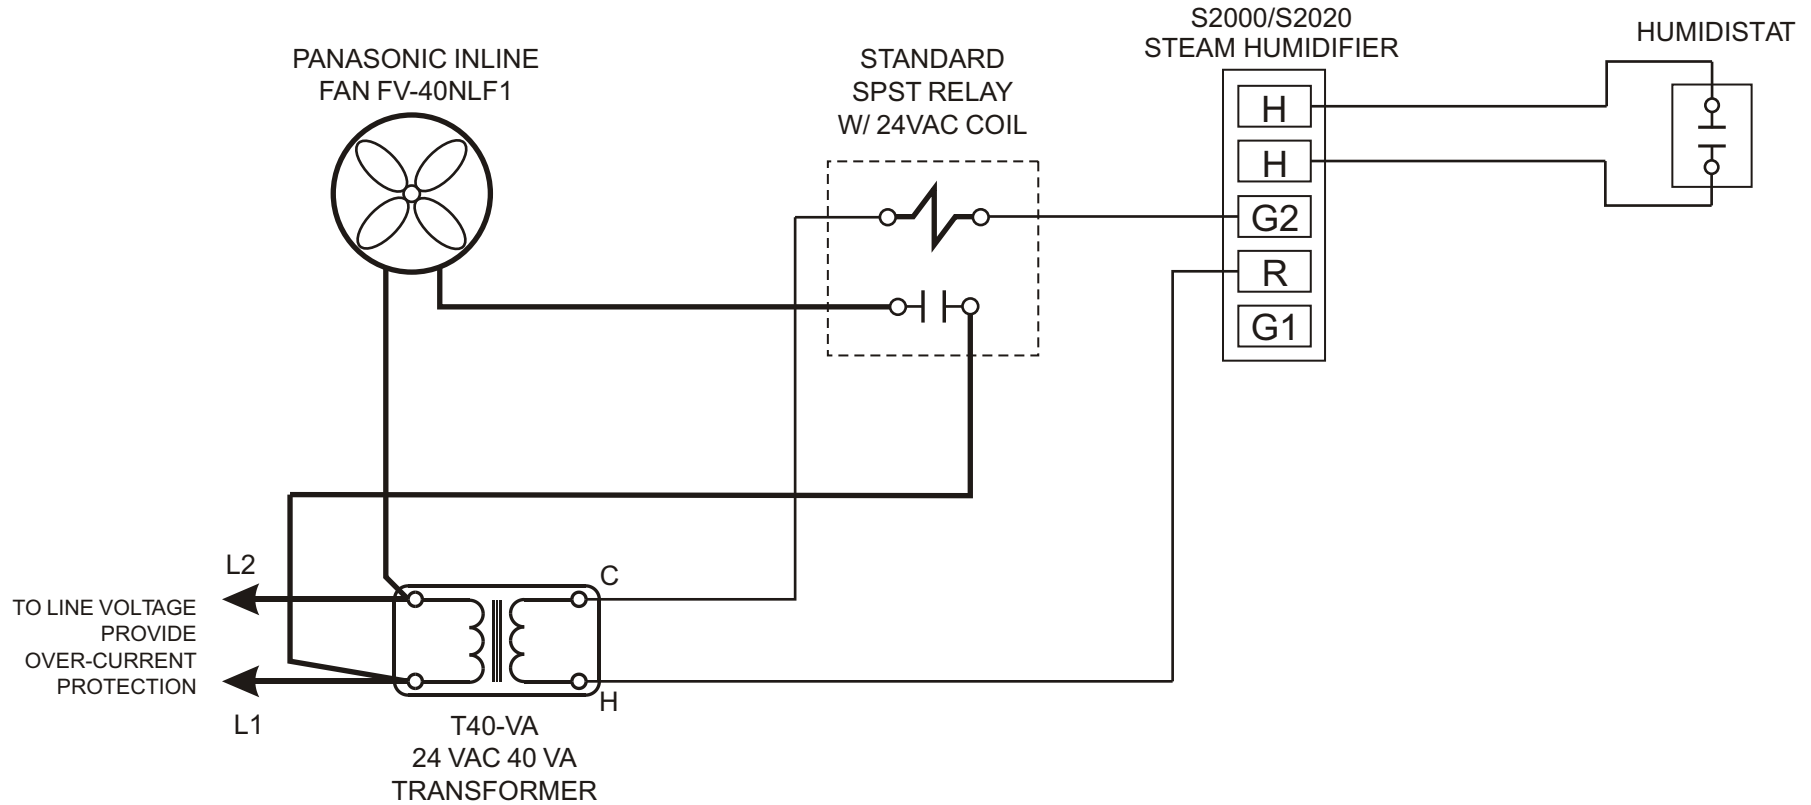 PANASONIC INLINE
FAN FV-40NLF1
STANDARD
SPST RELAY
W/ 24VAC COIL
S2000/S2020
STEAM HUMIDIFIER
HUMIDISTAT
H
H
G2
R
G1
L2
TO LINE VOLTAGE
PROVIDE
OVER-CURRENT
PROTECTION
L1
C
H
T40-VA
24 VAC 40 VA
TRANSFORMER